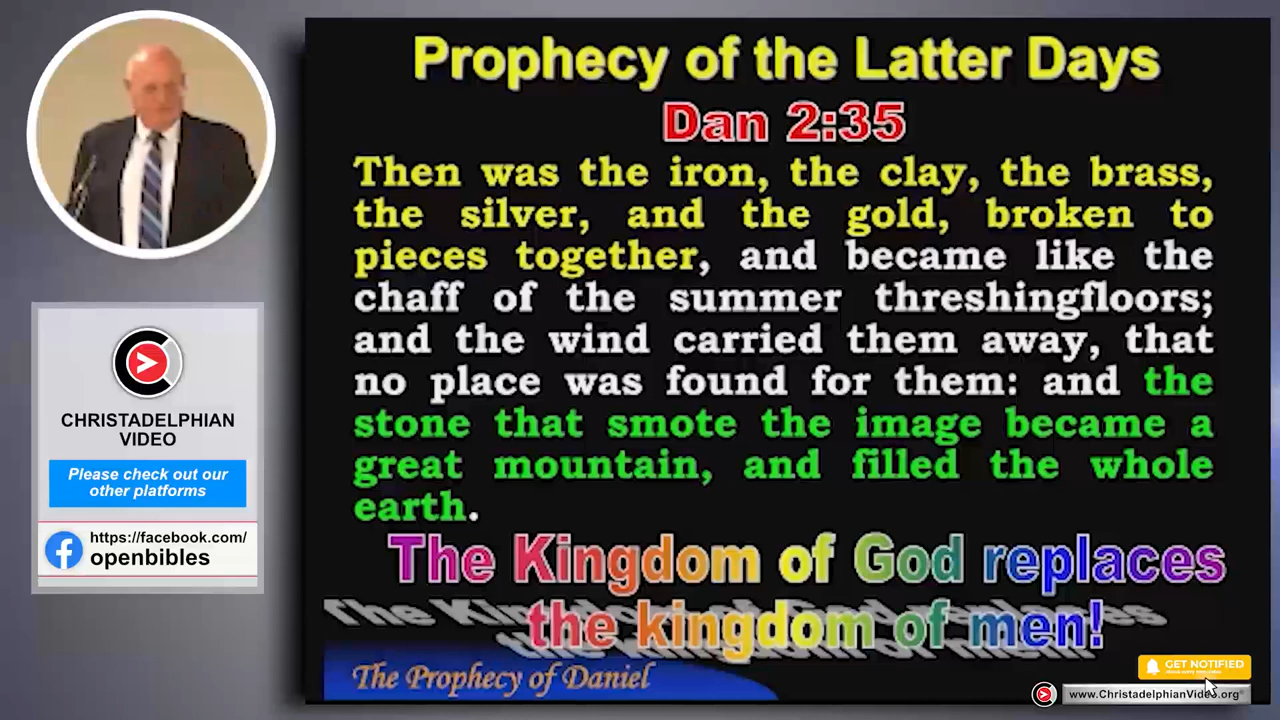 Prophecy of the Latter Days
Dan 2:35
Then was the iron, the clay, the brass,
the silver, and the gold, broken to
pieces together, and became like the
chaff of the summer threshingfloors;
and the wind carried them away, that
no place was found for them: and the
stone that smote the image became a
great mountain, and filled the whole
earth.
The Kingdom of God replaces
the kingdom of men!
The Prophecy of Daniel
CHRISTADELPHIAN
VIDEO
Please check out our
other platforms
https://facebook.com/
openbibles
GET NOTIFIED
www.ChristadelphianVideo.org